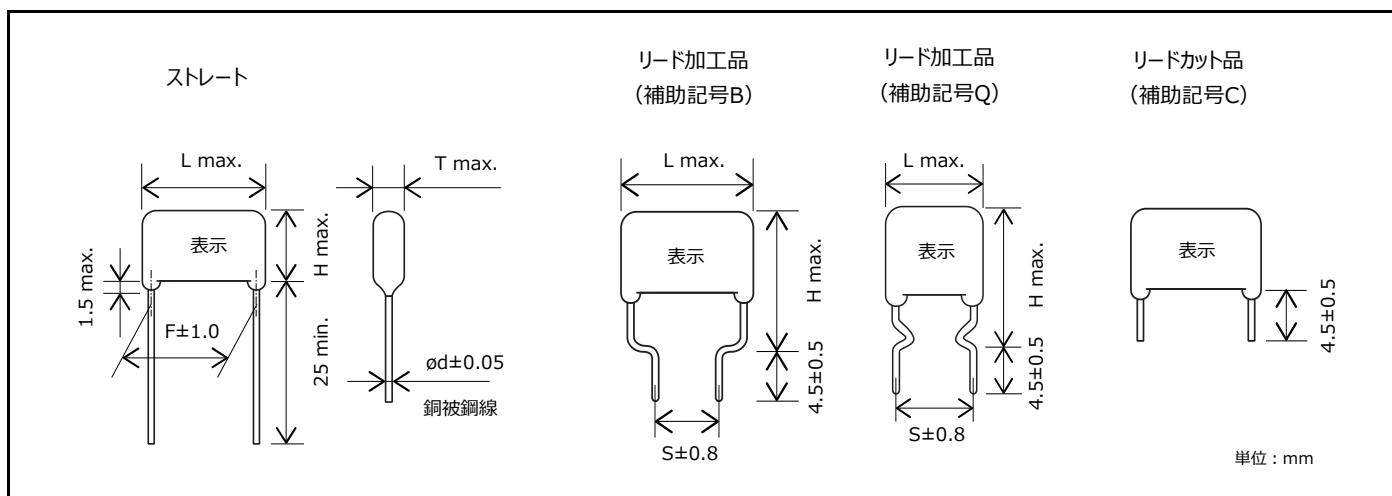 ストレート
L max.
T max.
表示
H max.
1.5 max.
F±1.0
25 min.
ød±0.05
銅被鋼線
リード加工品
（補助記号B）
L max.
表示
H max.
4.5±0.5
S±0.8
リード加工品
（補助記号Q）
L max.
表示
H max.
4.5±0.5
S±0.8
リードカット品
（補助記号C）
表示
4.5±0.5
単位：mm